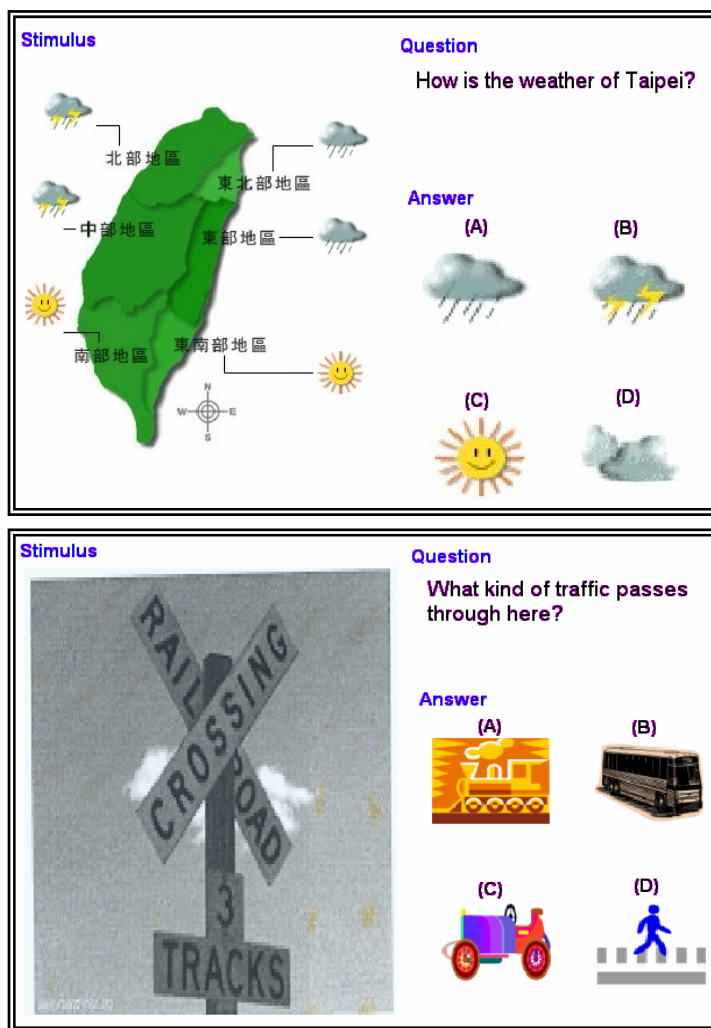 Stimulus
Question
How is the weather of Taipei?
北部地區
東北部地區
中部地區
東部地區
南部地區
東南部地區
N
W E
S
Answer
(A)
(B)
(C)
(D)
Stimulus
Question
What kind of traffic passes
through here?
RAIL ROAD
CROSSING
3
TRACKS
Answer
(A)
(B)
(C)
(D)